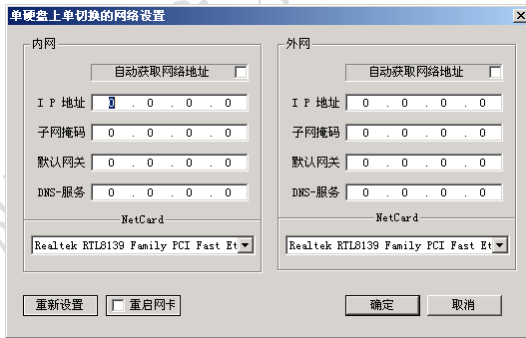 单硬盘上单切换的网络设置
内网
自动获取网络地址
I P 地址 0 . 0 . 0 . 0
子网掩码 0 . 0 . 0 . 0
默认网关 0 . 0 . 0 . 0
DNS-服务 0 . 0 . 0 . 0
NetCard
Realtek RTL8139 Family PCI Fast Et
外网
自动获取网络地址
I P 地址 0 . 0 . 0 . 0
子网掩码 0 . 0 . 0 . 0
默认网关 0 . 0 . 0 . 0
DNS-服务 0 . 0 . 0 . 0
NetCard
Realtek RTL8139 Family PCI Fast Et
重新设置 重启网卡 确定 取消